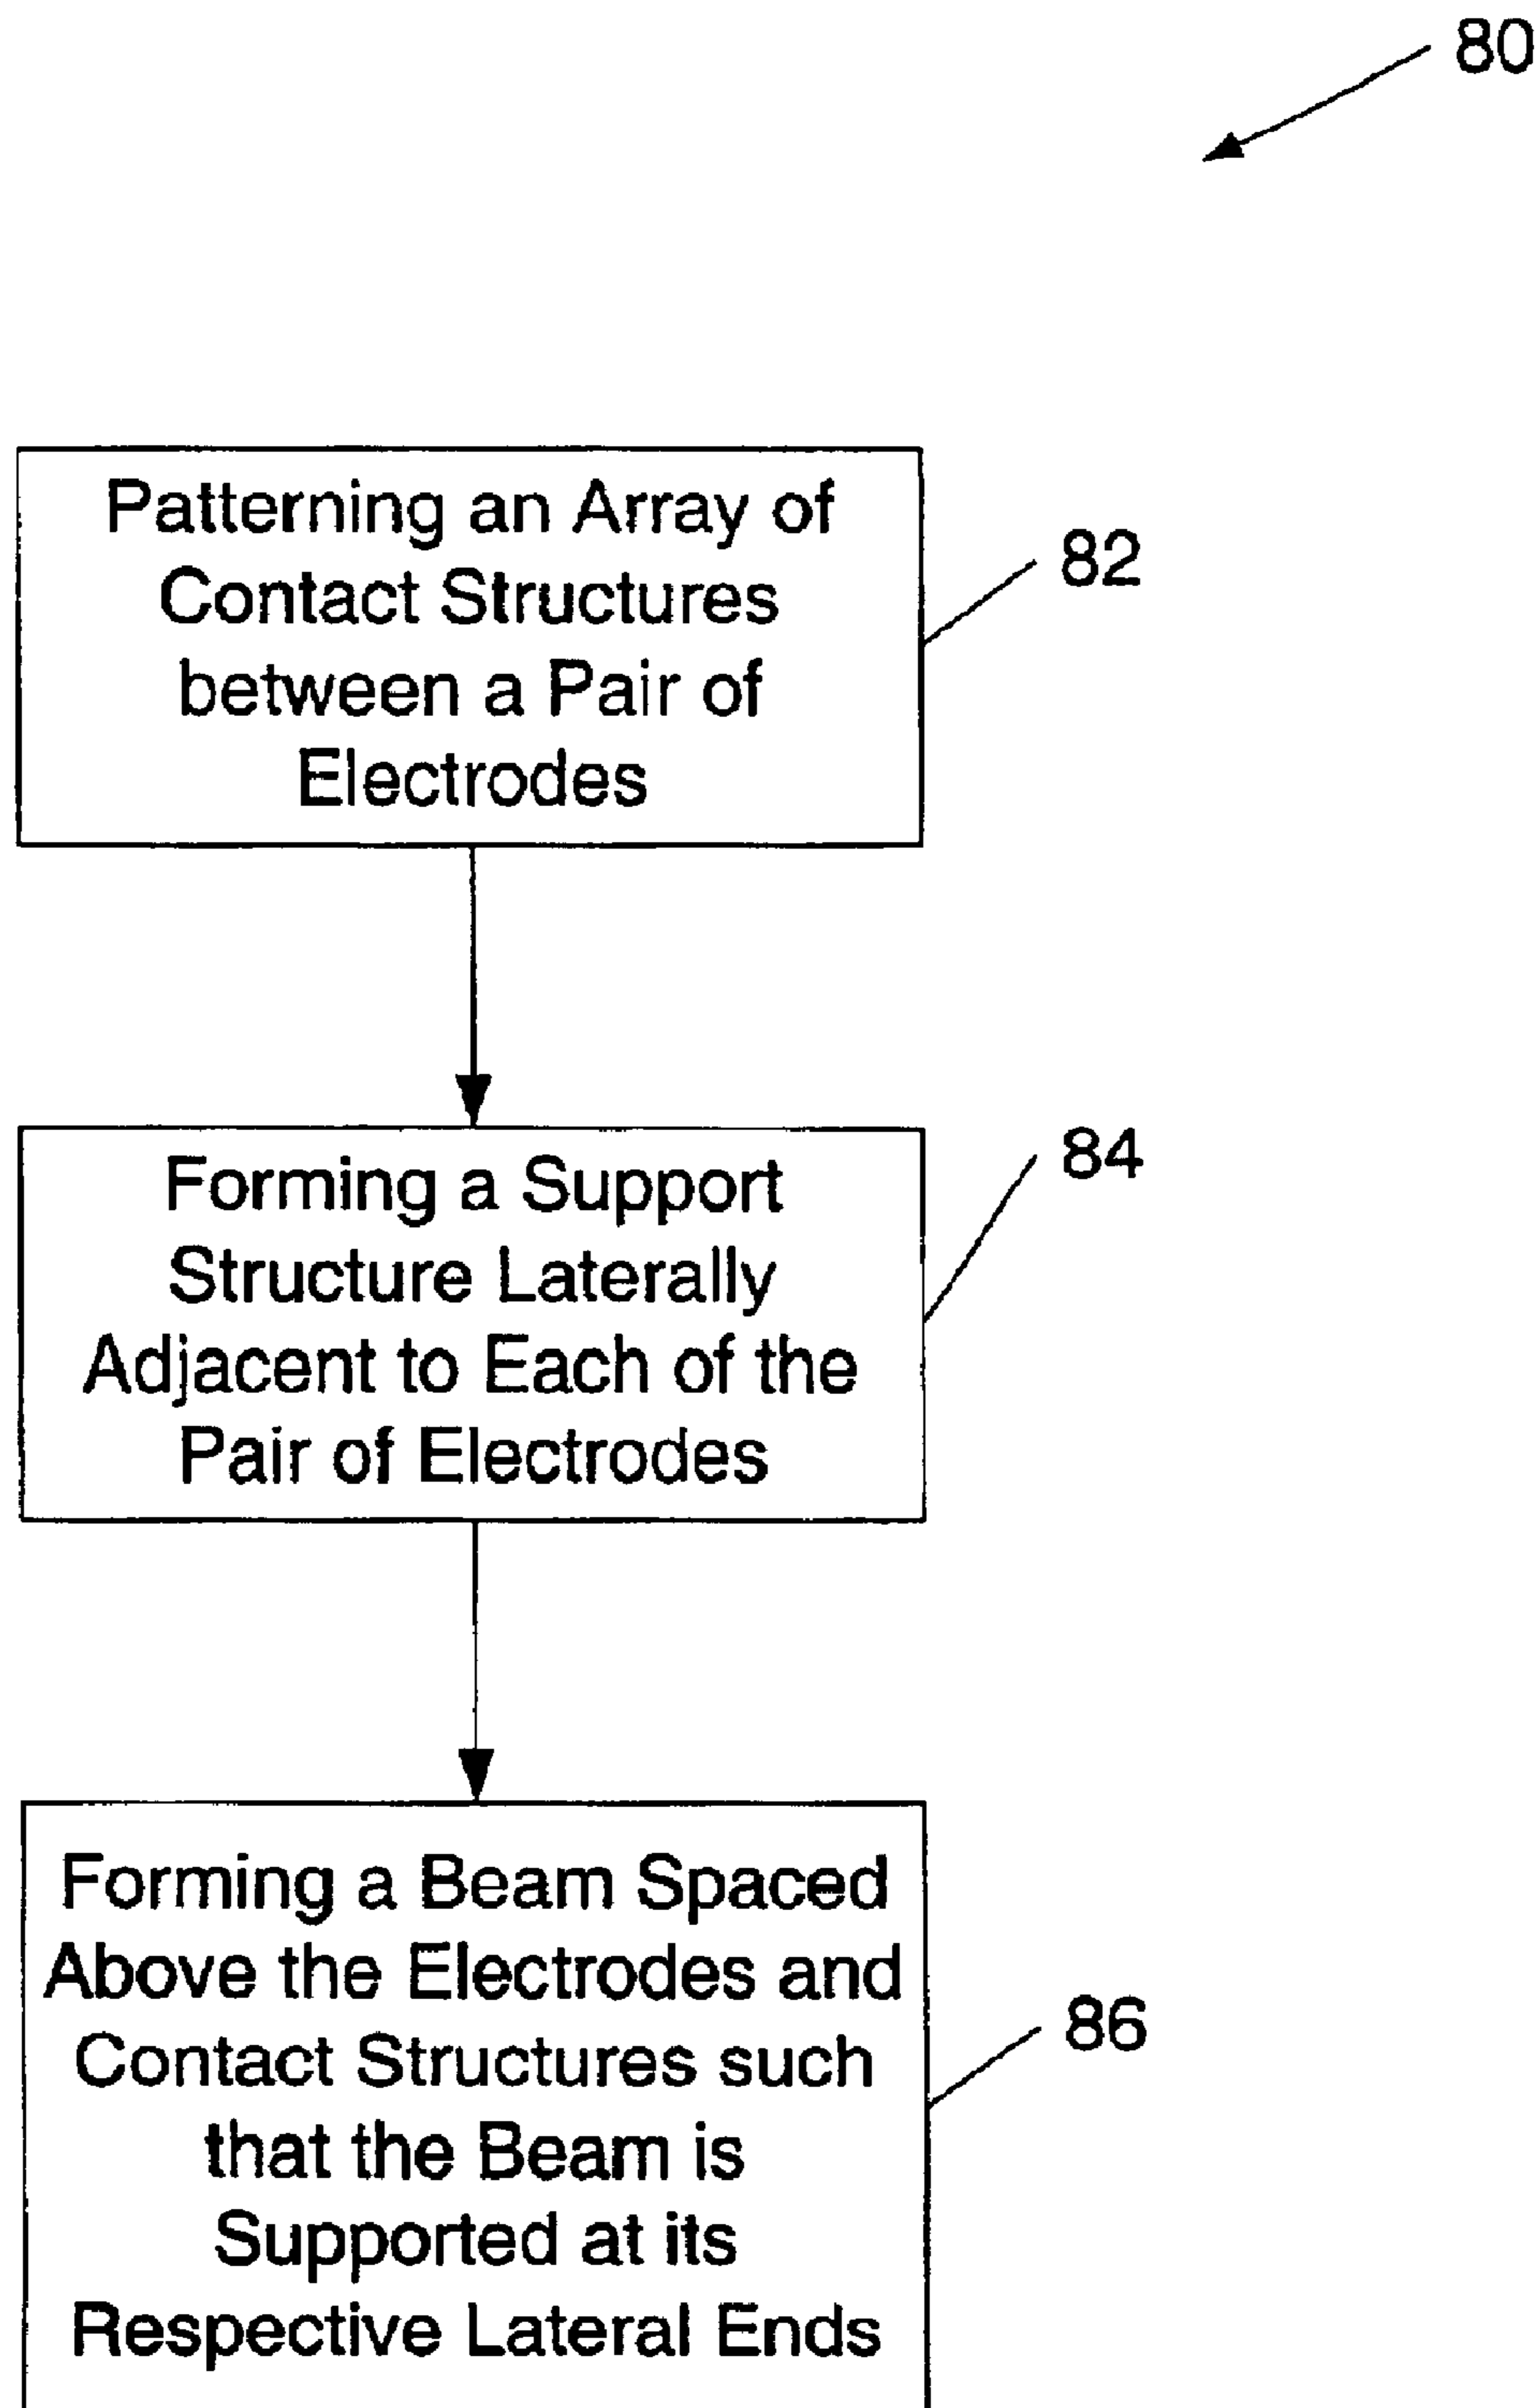 80
Patterning an Array of
Contact Structures
between a Pair of
Electrodes
82
Forming a Support
Structure Laterally
Adjacent to Each of the
Pair of Electrodes
84
Forming a Beam Spaced
Above the Electrodes and
Contact Structures such
that the Beam is
Supported at its
Respective Lateral Ends
86